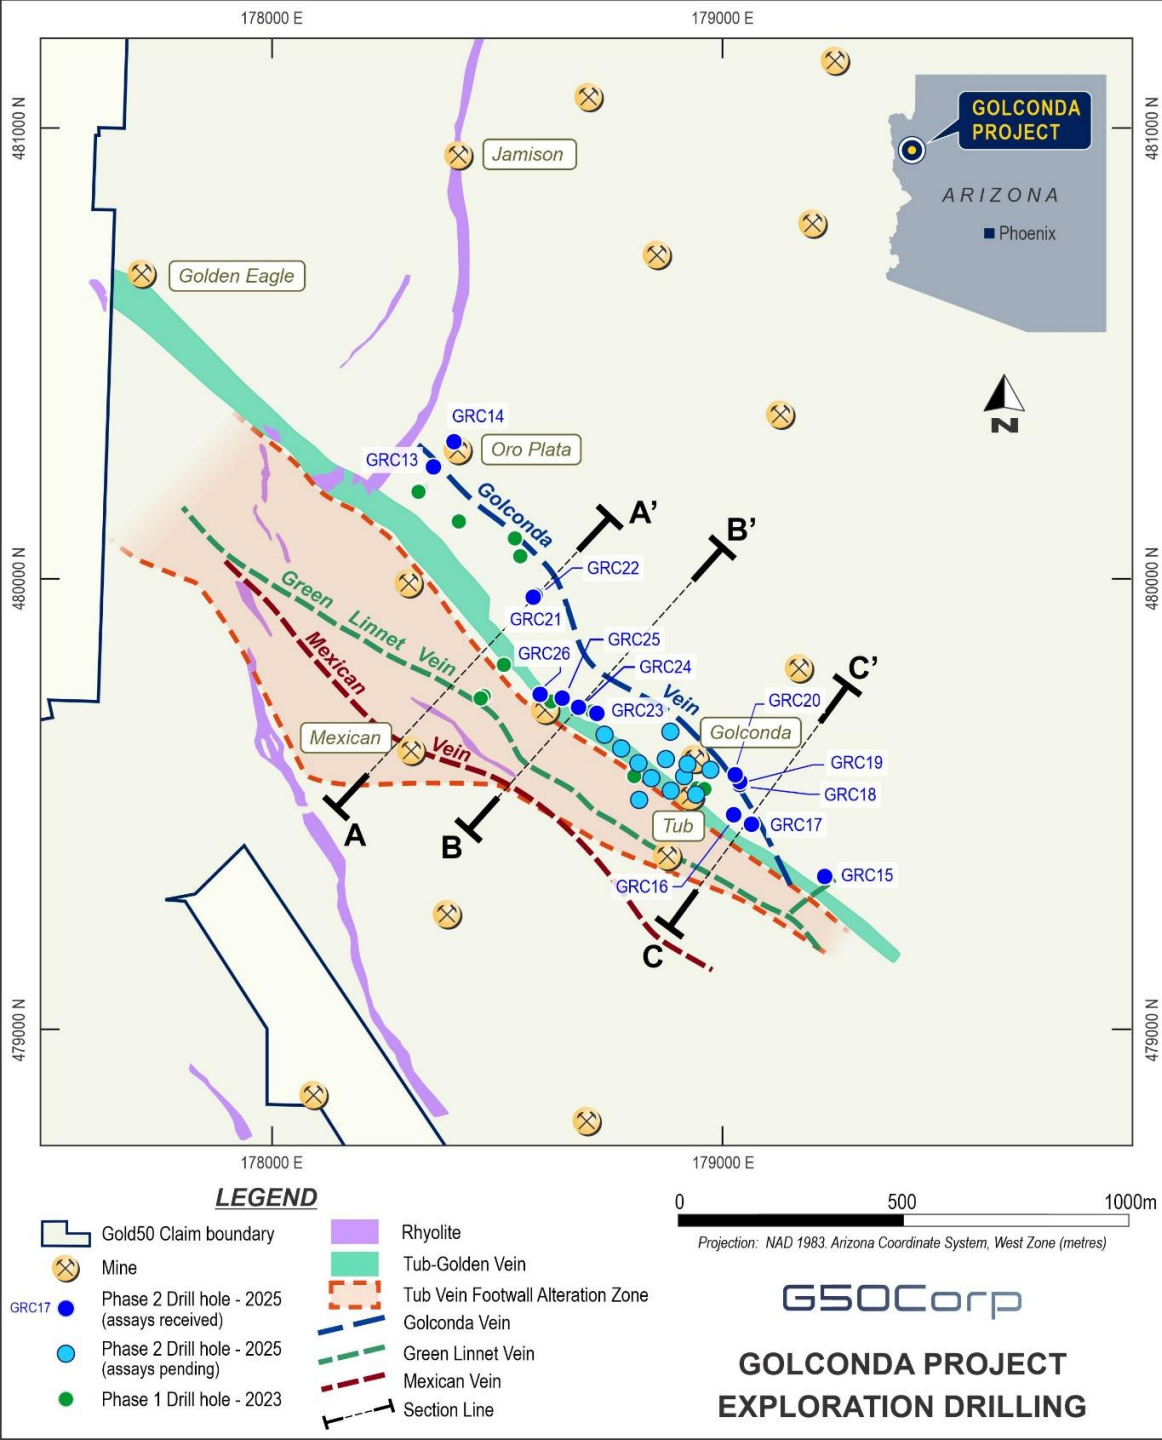 178000 E
179000 E
481000 N
481000 N
GOLCONDA
PROJECT
ARIZONA
Phoenix
Jamison
Golden Eagle
N
GRC14
GRC13
Oro Plata
Golconda
A'
B'
480000 N
480000 N
GRC22
GRC21
Green Linnet Vein
GRC25
GRC26
GRC24
Mexican
C'
Vein
GRC20
GRC23
Mexican
Vein
Golconda
GRC19
GRC18
Tub
GRC17
A
B
GRC16
GRC15
C
479000 N
479000 N
178000 E
179000 E
LEGEND
Gold50 Claim boundary
Mine
GRC17
Phase 2 Drill hole - 2025
(assays received)
Phase 2 Drill hole - 2025
(assays pending)
Phase 1 Drill hole - 2023
Rhyolite
Tub-Golden Vein
Tub Vein Footwall Alteration Zone
Golconda Vein
Green Linnet Vein
Mexican Vein
Section Line
0
500
1000m
Projection: NAD 1983. Arizona Coordinate System, West Zone (metres)
G50Corp
GOLCONDA PROJECT
EXPLORATION DRILLING